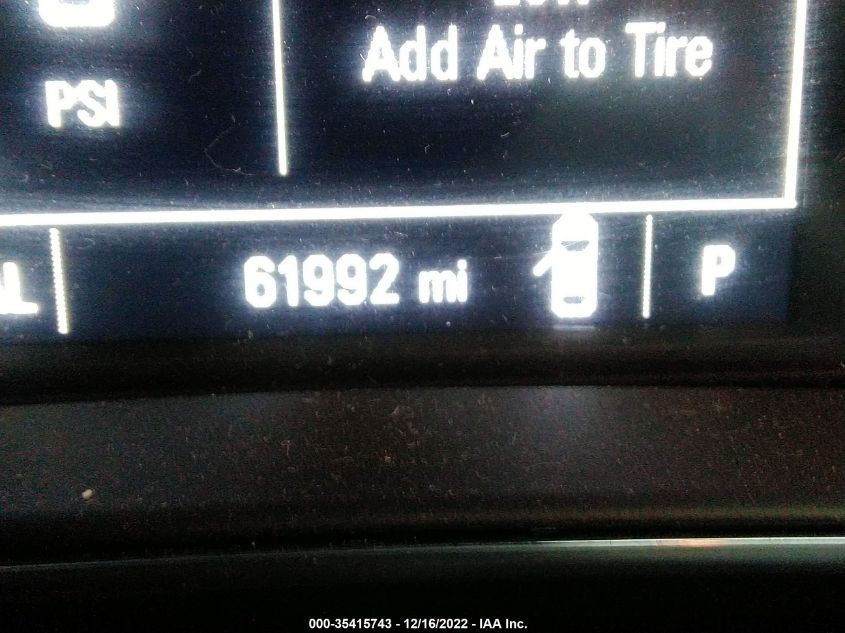 Add Air to Tire
PSI
61992 mi
P
000-35415743 - 12/16/2022 - IAA Inc.